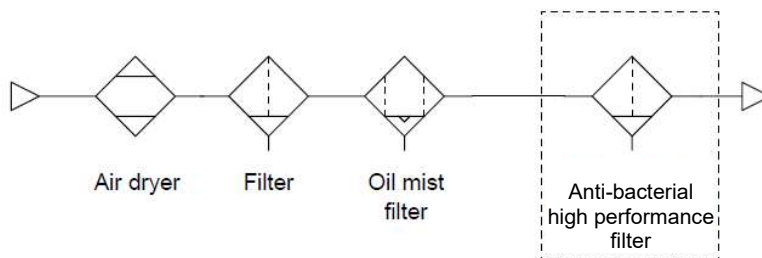 Air dryer
Filter
Oil mist
filter
Anti-bacterial
high performance
filter